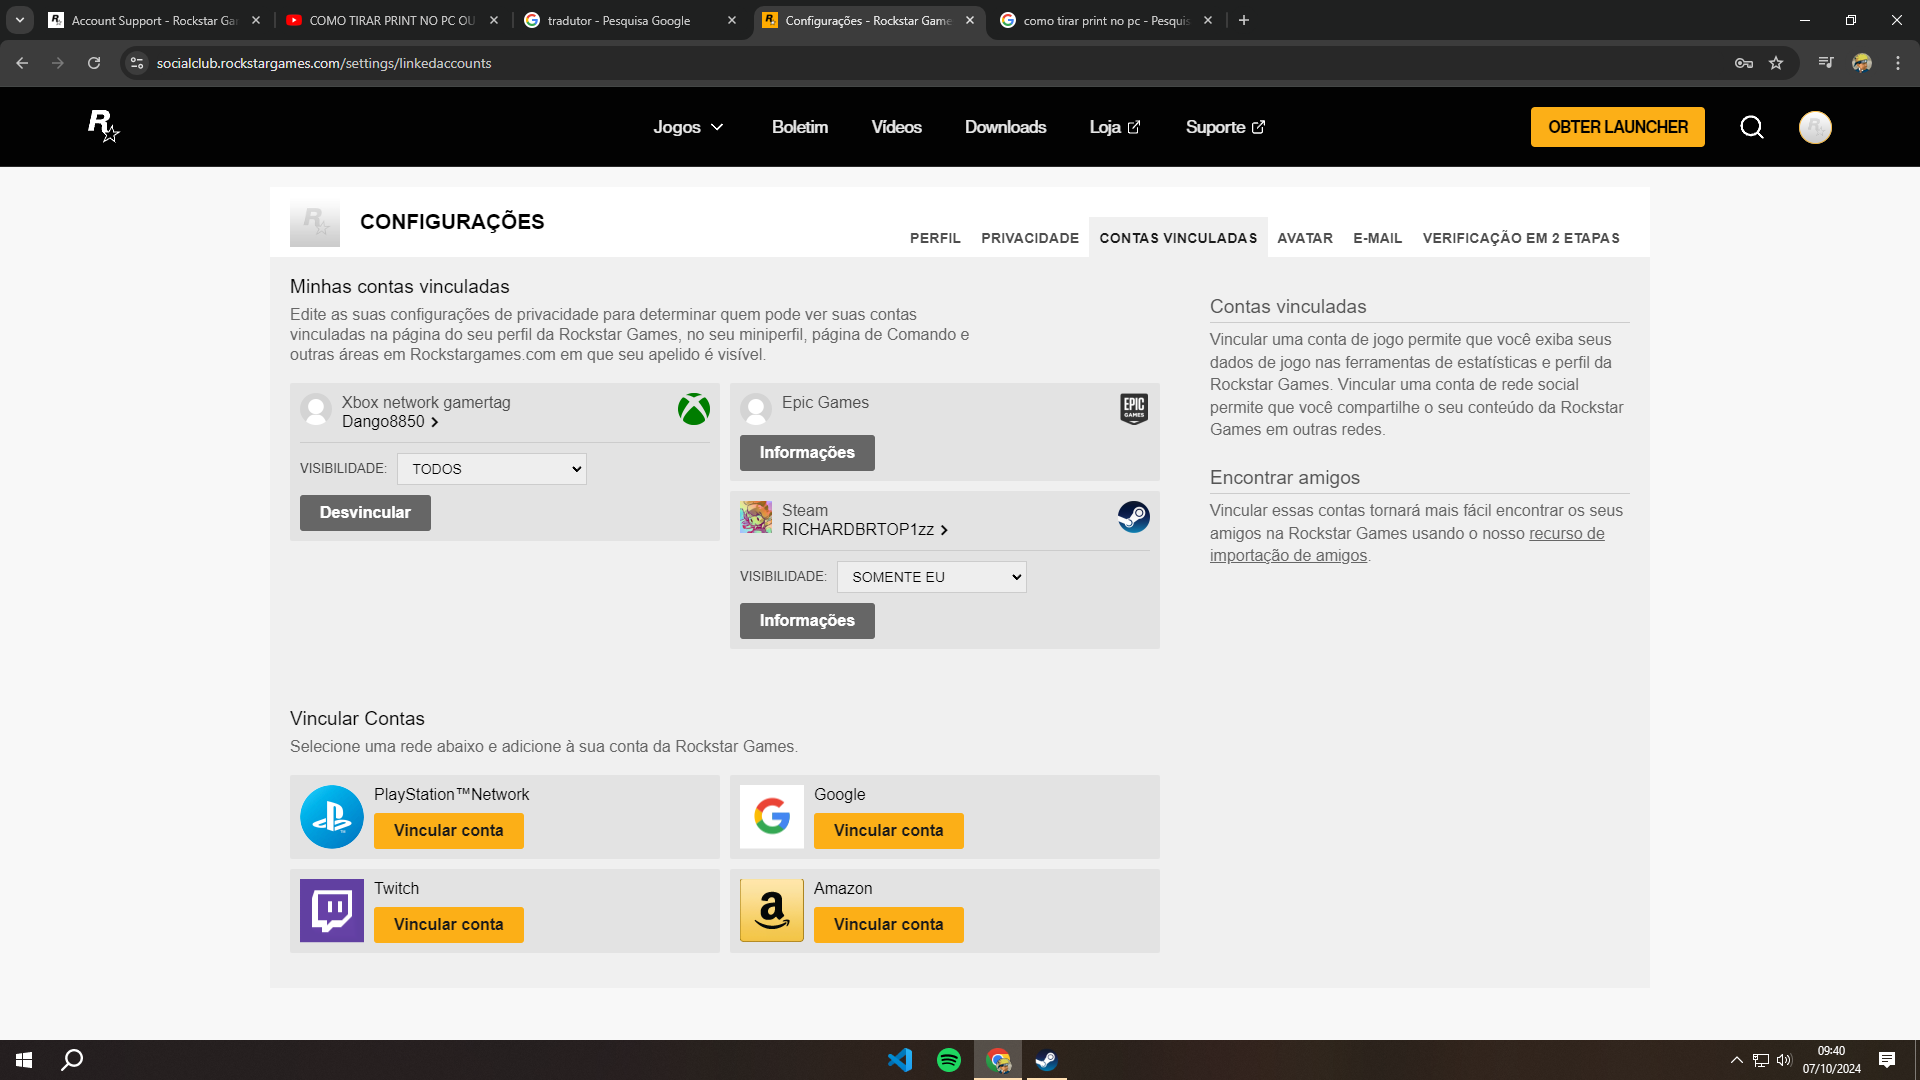 Account Support - Rockstar Ga
COMO TIRAR PRINT NO PC OU
tradutor - Pesquisa Google
Configurações - Rockstar Game
como tirar print no pc - Pesquis
socialclub.rockstargames.com/settings/linkedaccounts
Jogos
Boletim
Vídeos
Downloads
Loja
Suporte
OBTER LAUNCHER
CONFIGURAÇÕES
PERFIL
PRIVACIDADE
CONTAS VINCULADAS
AVATAR
E-MAIL
VERIFICAÇÃO EM 2 ETAPAS
Minhas contas vinculadas
Edite as suas configurações de privacidade para determinar quem pode ver suas contas
vinculadas na página do seu perfil da Rockstar Games, no seu miniperfil, página de Comando e
outras áreas em Rockstargames.com em que seu apelido é visível.
Xbox network gamertag
Dango8850
VISIBILIDADE: TODOS
Desvincular
Epic Games
EPIC
GAMES
Informações
Steam
RICHARDBRTOP1zz
VISIBILIDADE: SOMENTE EU
Informações
Contas vinculadas
Vincular uma conta de jogo permite que você exiba seus
dados de jogo nas ferramentas de estatísticas e perfil da
Rockstar Games. Vincular uma conta de rede social
permite que você compartilhe o seu conteúdo da Rockstar
Games em outras redes.
Encontrar amigos
Vincular essas contas tornará mais fácil encontrar os seus
amigos na Rockstar Games usando o nosso recurso de
importação de amigos.
Vincular Contas
Selecione uma rede abaixo e adicione à sua conta da Rockstar Games.
PlayStation™Network
Vincular conta
Google
Vincular conta
Twitch
Vincular conta
Amazon
Vincular conta
09:40
07/10/2024